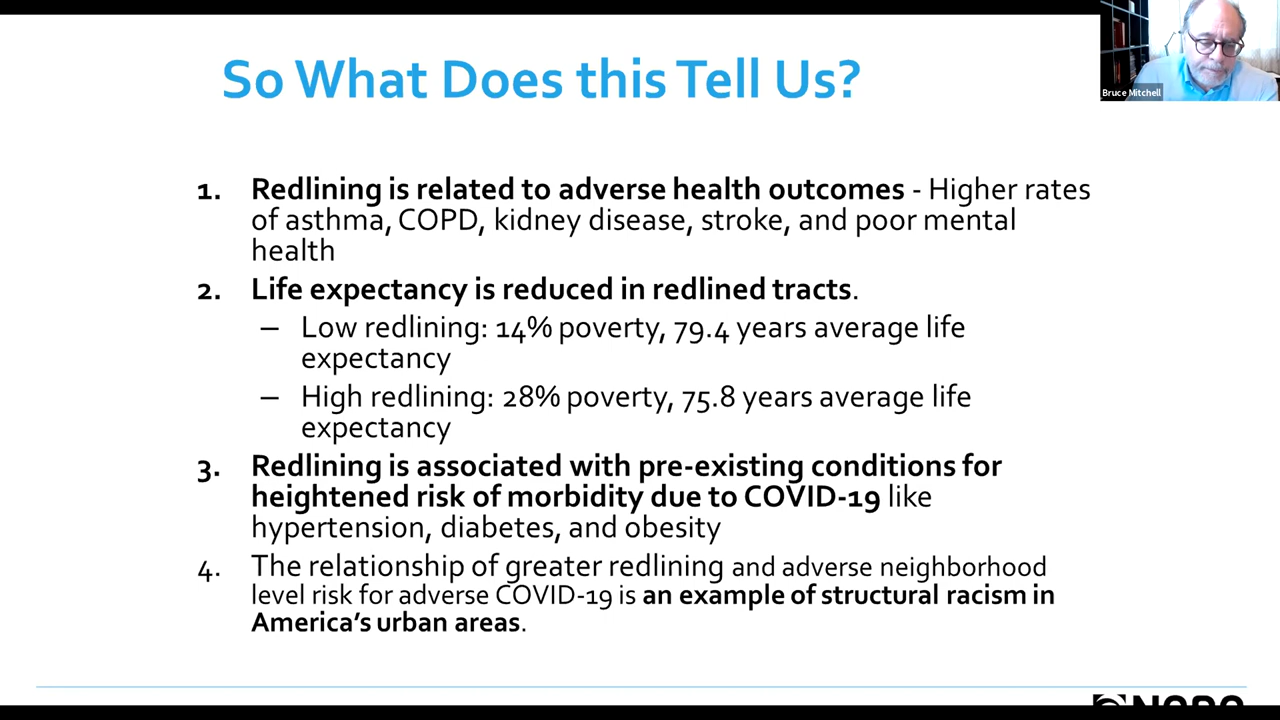 So What Does this Tell Us?
Bruce Mitchell
1. Redlining is related to adverse health outcomes - Higher rates
of asthma, COPD, kidney disease, stroke, and poor mental
health
2. Life expectancy is reduced in redlined tracts.
– Low redlining: 14% poverty, 79.4 years average life
expectancy
– High redlining: 28% poverty, 75.8 years average life
expectancy
3. Redlining is associated with pre-existing conditions for
heightened risk of morbidity due to COVID-19 like
hypertension, diabetes, and obesity
4. The relationship of greater redlining and adverse neighborhood
level risk for adverse COVID-19 is an example of structural racism in
America's urban areas.